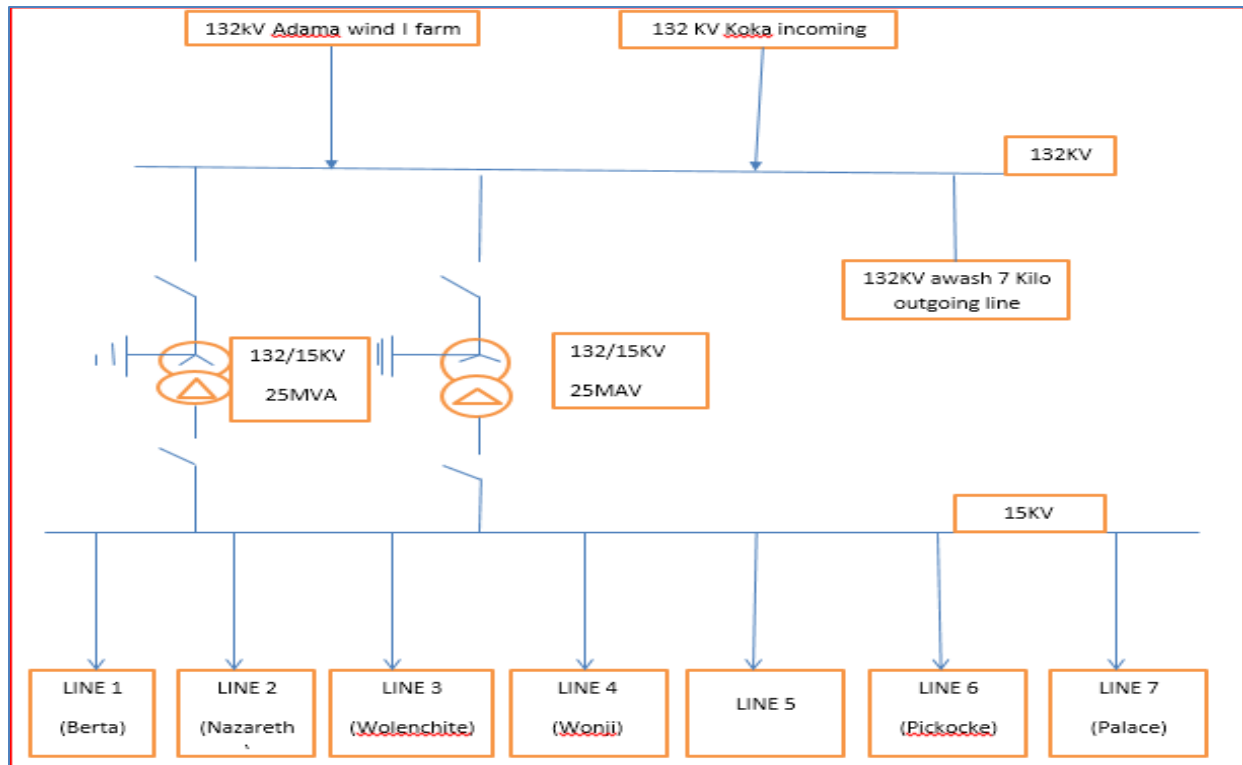 132kV Adama wind I farm
132 KV Koka incoming
132KV
132KV awash 7 Kilo
outgoing line
132/15KV
25MVA
132/15KV
25MAV
15KV
LINE 1
(Berta)
LINE 2
(Nazareth
LINE 3
(Wolenchite)
LINE 4
(Wonji)
LINE 5
LINE 6
(Pickocke)
LINE 7
(Palace)